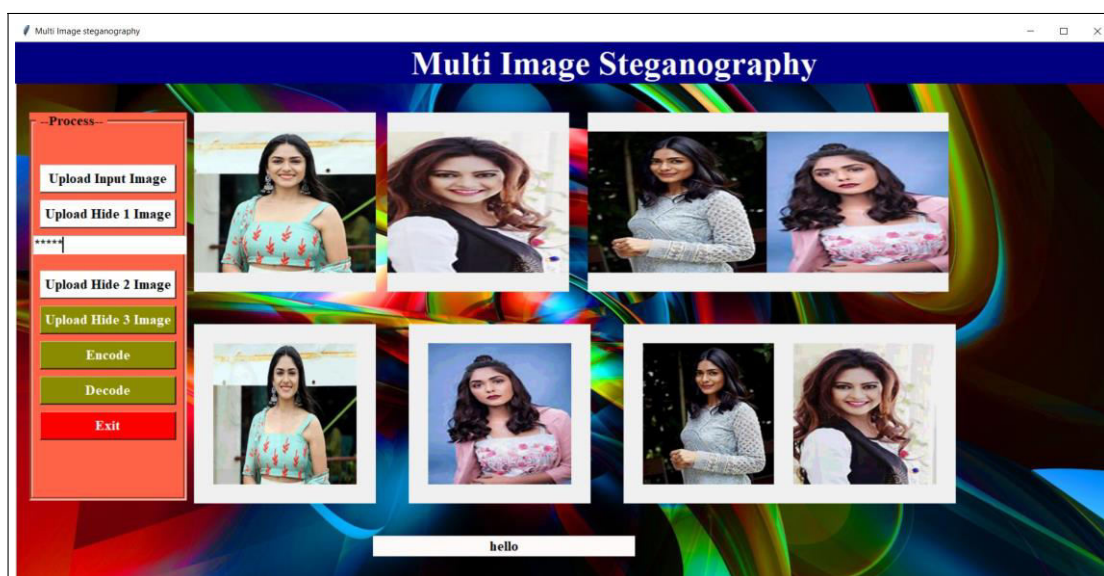 Multi Image steganography
Multi Image Steganography
--Process--
Upload Input Image
Upload Hide 1 Image
*****
Upload Hide 2 Image
Upload Hide 3 Image
Encode
Decode
Exit
hello